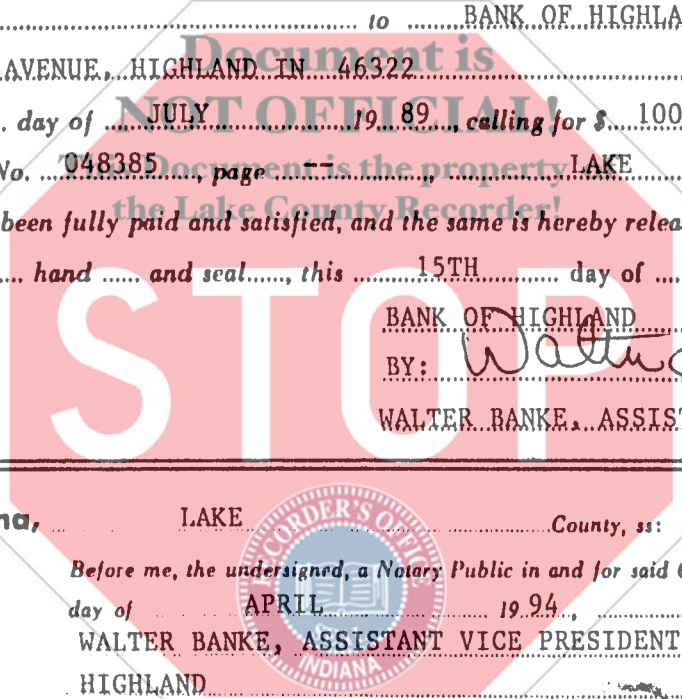 to BANK OF HIGHLA
AVENUE, HIGHLAND IN 46322
Document is
NOT OFFICIAL!
day of JULY 19 89, calling for $ 100
No. 048385, page -- , LAKE
This Document is the property of
the Lake County Recorder!
been fully paid and satisfied, and the same is hereby relea
hand and seal, this 15TH day of
STOP
BANK OF HIGHLAND
BY: Walter
WALTER BANKE, ASSIST
na, LAKE County, ss:
RECORDER'S OFFICE
Before me, the undersigned, a Notary Public in and for said C
day of APRIL 19 94,
WALTER BANKE, ASSISTANT VICE PRESIDENT
INDIANA
HIGHLAND